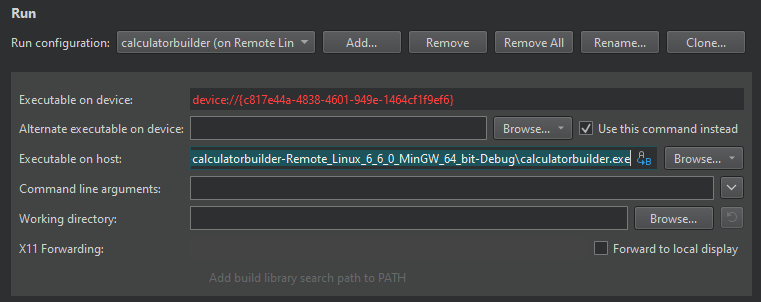 Run
Run configuration: calculatorbuilder (on Remote Lin Add... Remove Remove All Rename... Clone...
Executable on device: device://{c817e44a-4838-4601-949e-1464cf1f9ef6}
Alternate executable on device: Browse... Use this command instead
Executable on host: calculatorbuilder-Remote_Linux_6_6_0_MinGW_64_bit-Debug\calculatorbuilder.exe Browse...
Command line arguments:
Working directory: Browse...
X11 Forwarding: Forward to local display
Add build library search path to PATH